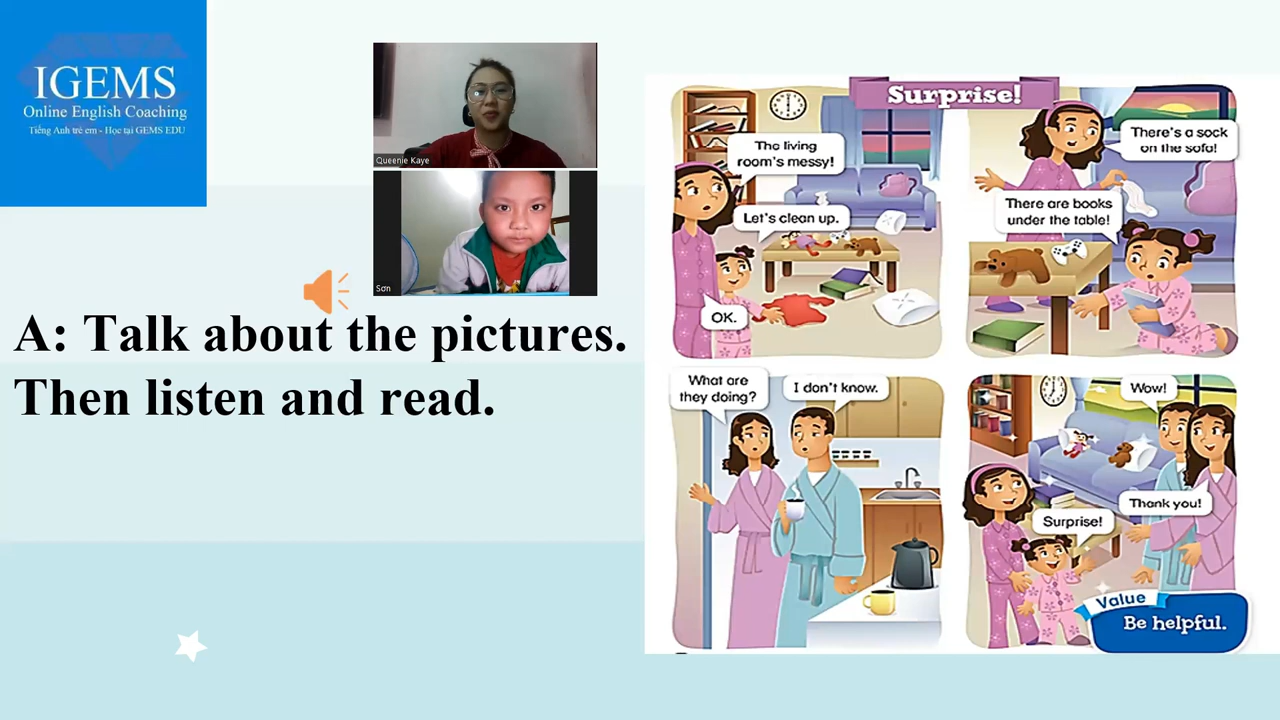 IGEMS
Online English Coaching
Tiếng Anh trẻ em - Học tại GEMS EDU
Queenie Kaye
Sơn
A: Talk about the pictures.
Then listen and read.
Surprise!
The living
room's messy!
Let's clean up.
OK.
There's a sock
on the sofa!
There are books
under the table!
What are
they doing?
I don't know.
Wow!
Thank you!
Surprise!
Value
Be helpful.